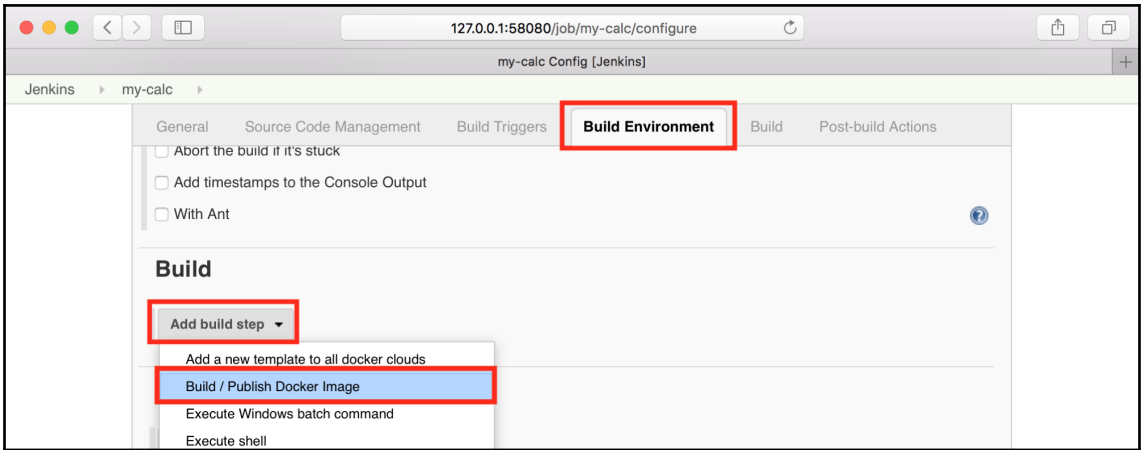 127.0.0.1:58080/job/my-calc/configure
my-calc Config [Jenkins]
Jenkins my-calc
General Source Code Management Build Triggers Build Environment Build Post-build Actions
Abort the build if it's stuck
Add timestamps to the Console Output
With Ant
Build
Add build step
Add a new template to all docker clouds
Build / Publish Docker Image
Execute Windows batch command
Execute shell